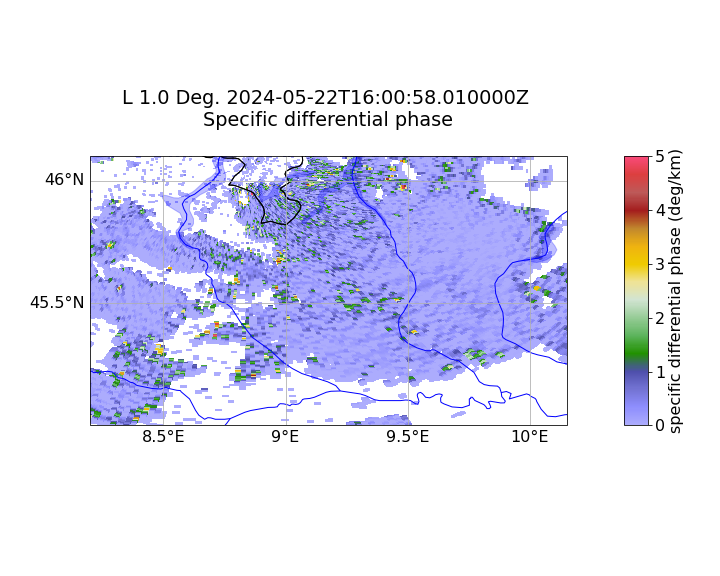 L 1.0 Deg. 2024-05-22T16:00:58.010000Z
Specific differential phase
46°N
45.5°N
8.5°E
9°E
9.5°E
10°E
5
4
3
2
1
0
specific differential phase (deg/km)